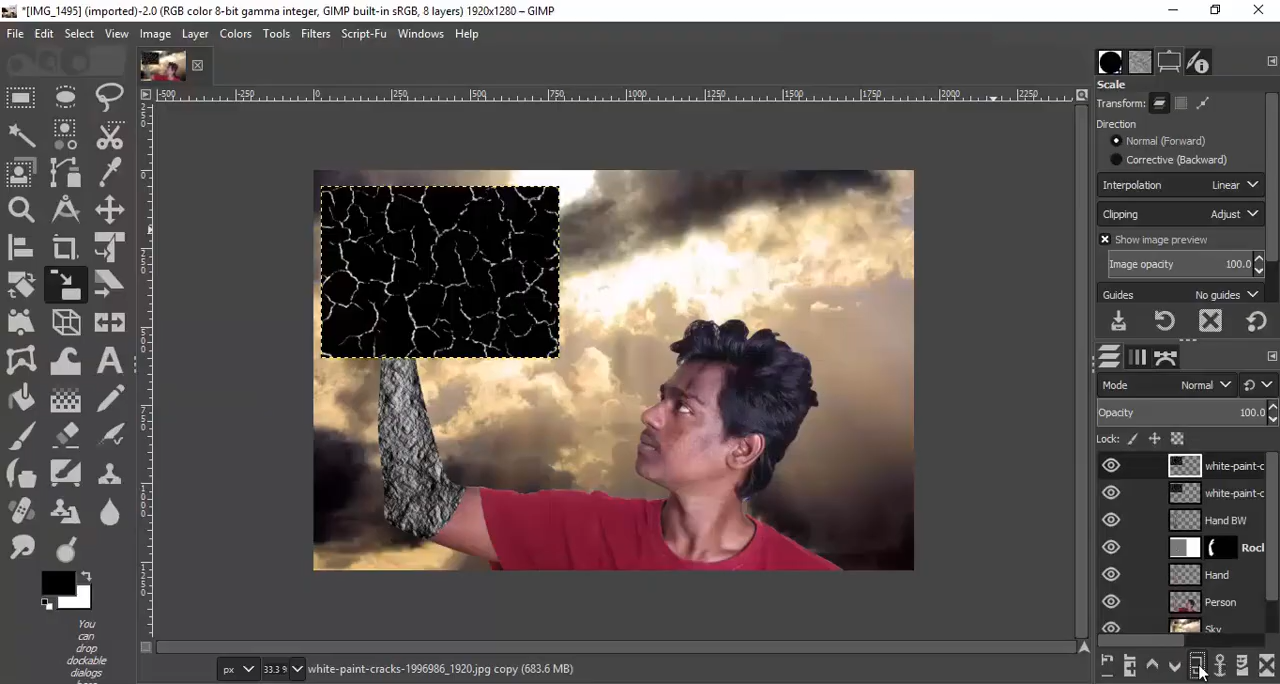 *[IMG_1495] (imported)-2.0 (RGB color 8-bit gamma integer, GIMP built-in sRGB, 8 layers) 1920x1280 – GIMP
File Edit Select View Image Layer Colors Tools Filters Script-Fu Windows Help
-500 -250 0 250 500 750 1000 1250 1500 1750 2000 2250
Scale
Transform:
Direction
Normal (Forward)
Corrective (Backward)
Interpolation Linear
Clipping Adjust
Show image preview
Image opacity 100.0
Guides No guides
Mode Normal
Opacity 100.0
Lock:
white-paint-c
white-paint-c
Hand BW
Rock
Hand
Person
Sky
You
can
drop
dockable
dialogs
here
px 33.3 white-paint-cracks-1996986_1920.jpg copy (683.6 MB)